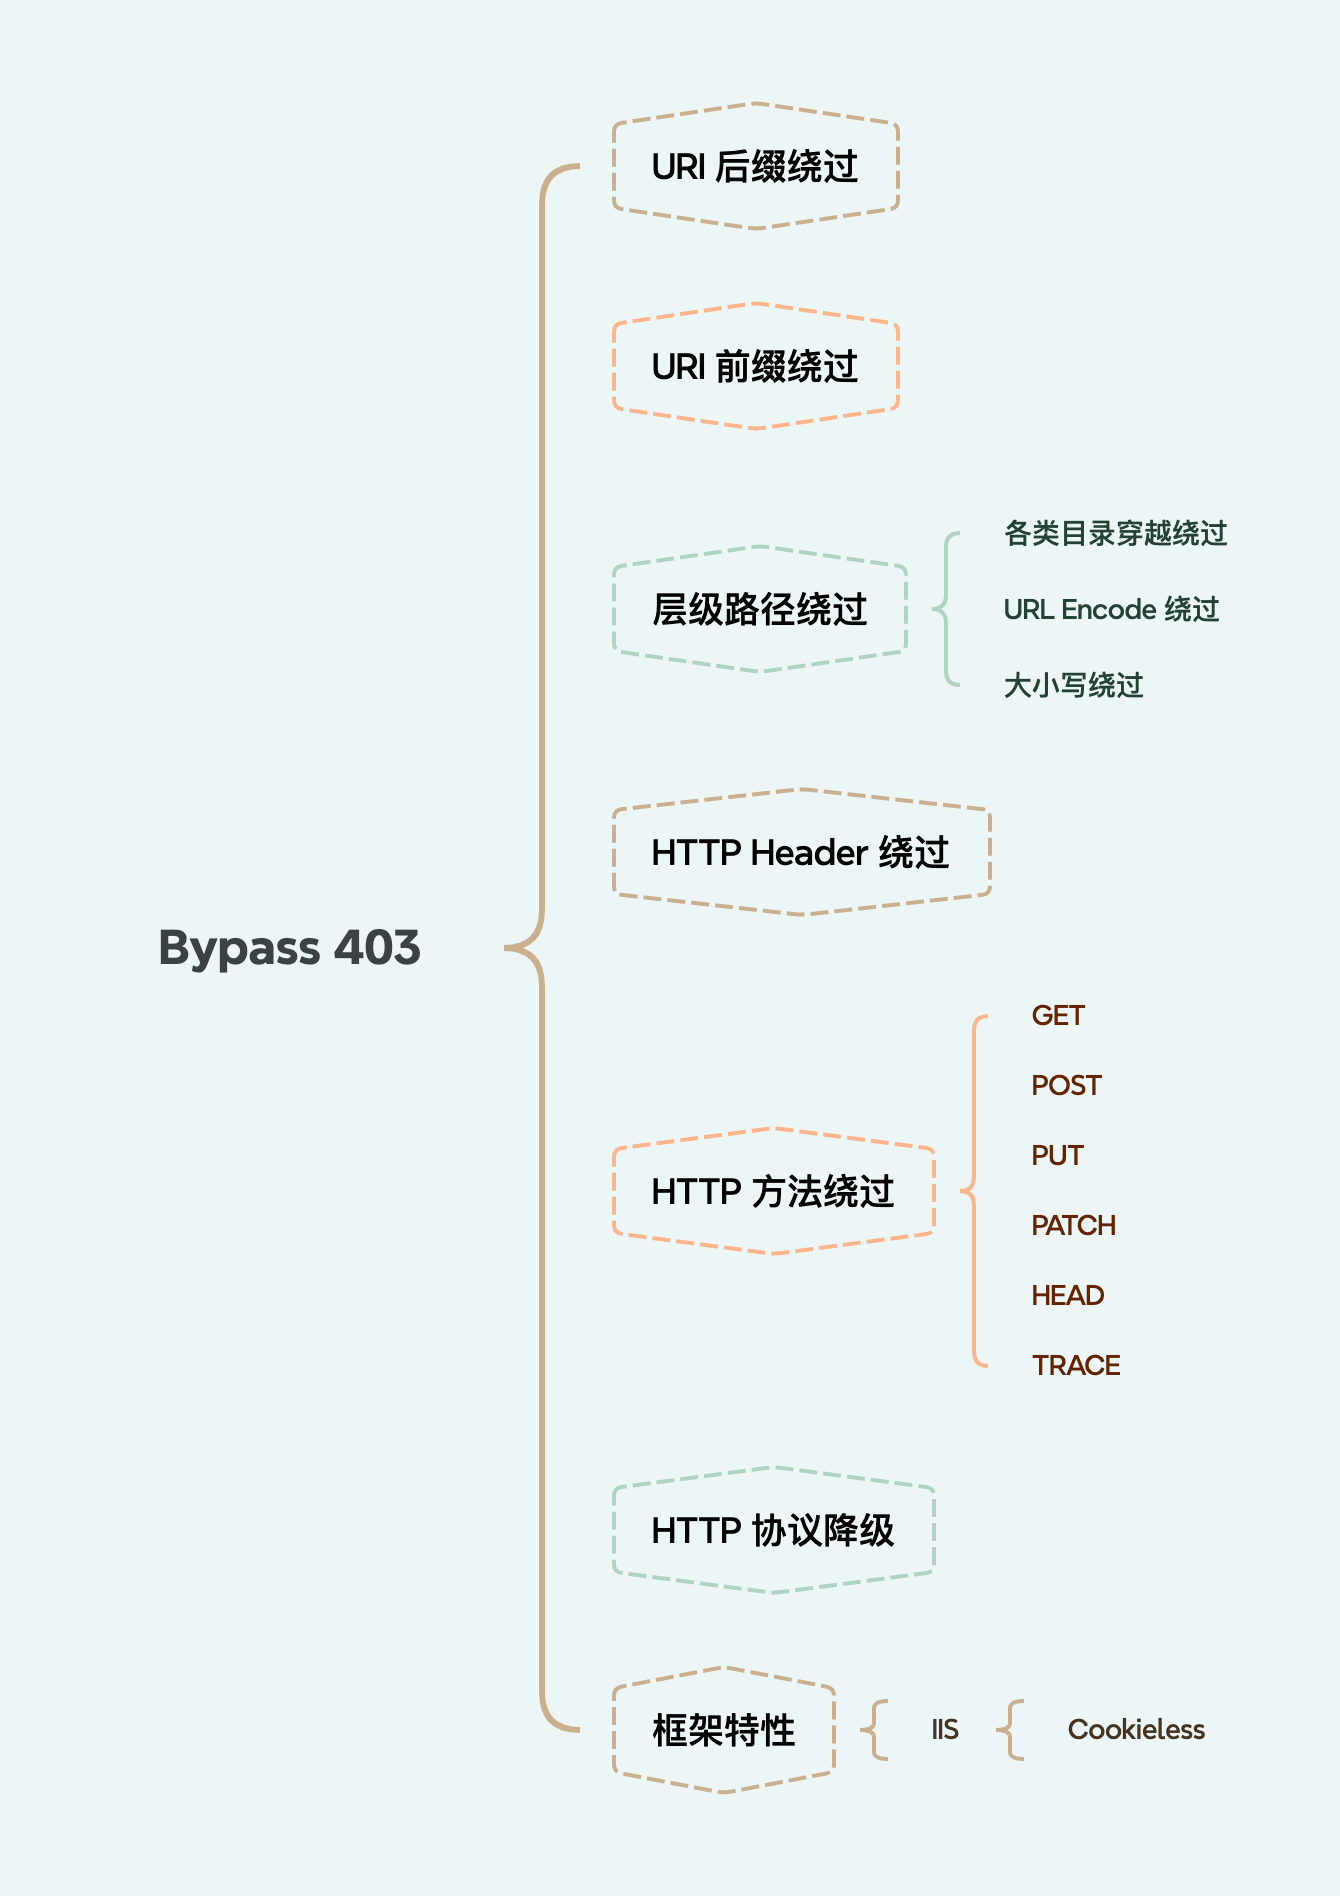 Bypass 403
URI 后缀绕过
URI 前缀绕过
层级路径绕过
各类目录穿越绕过
URL Encode 绕过
大小写绕过
HTTP Header 绕过
HTTP 方法绕过
GET
POST
PUT
PATCH
HEAD
TRACE
HTTP 协议降级
框架特性
IIS
Cookieless